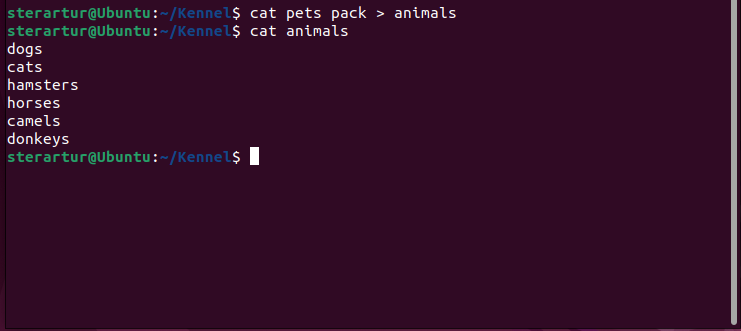 sterartur@Ubuntu:~/Kennel$ cat pets pack > animals
sterartur@Ubuntu:~/Kennel$ cat animals
dogs
cats
hamsters
horses
camels
donkeys
sterartur@Ubuntu:~/Kennel$